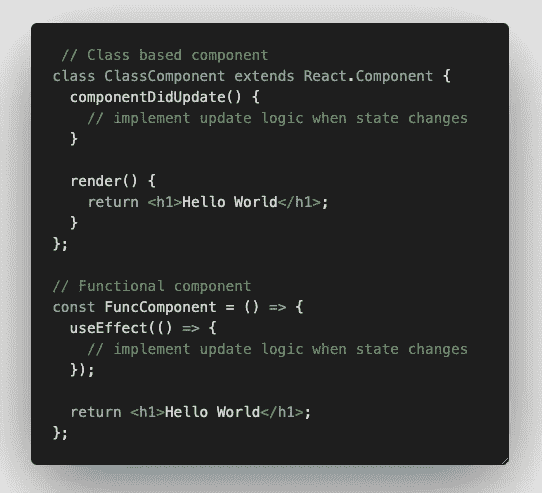 // Class based component
class ClassComponent extends React.Component {
componentDidUpdate() {
// implement update logic when state changes
}
render() {
return <h1>Hello World</h1>;
}
};
// Functional component
const FuncComponent = () => {
useEffect(() => {
// implement update logic when state changes
});
return <h1>Hello World</h1>;
};